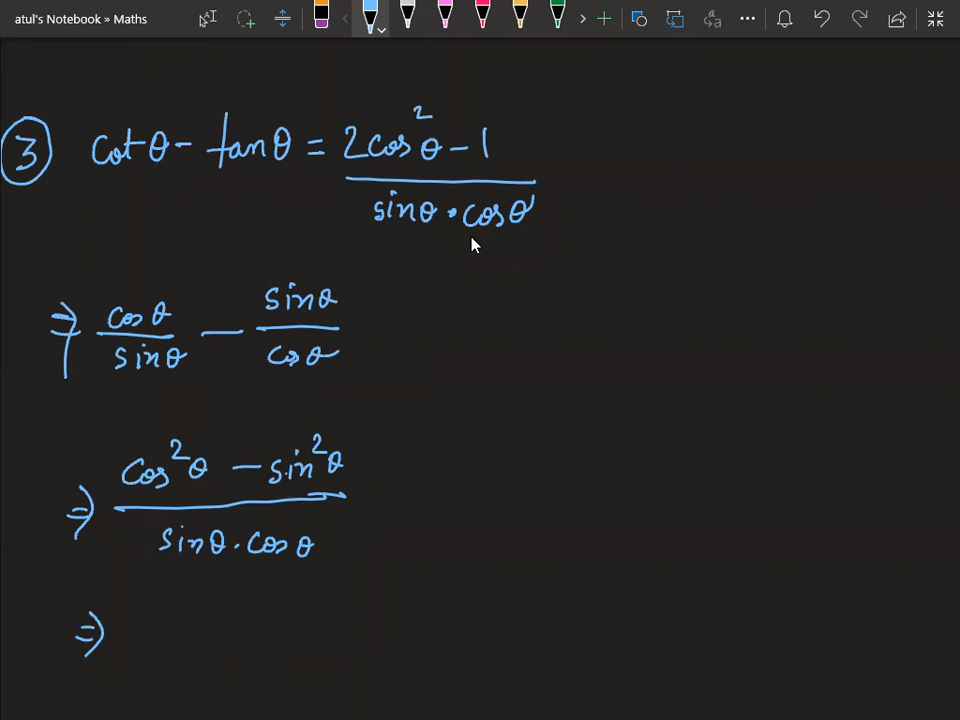 atul's Notebook » Maths
③ cotθ - tanθ = 2cos²θ - 1
sinθ · cosθ
⇒ cosθ/sinθ - sinθ/cosθ
⇒ cos²θ - sin²θ
sinθ · cosθ
⇒